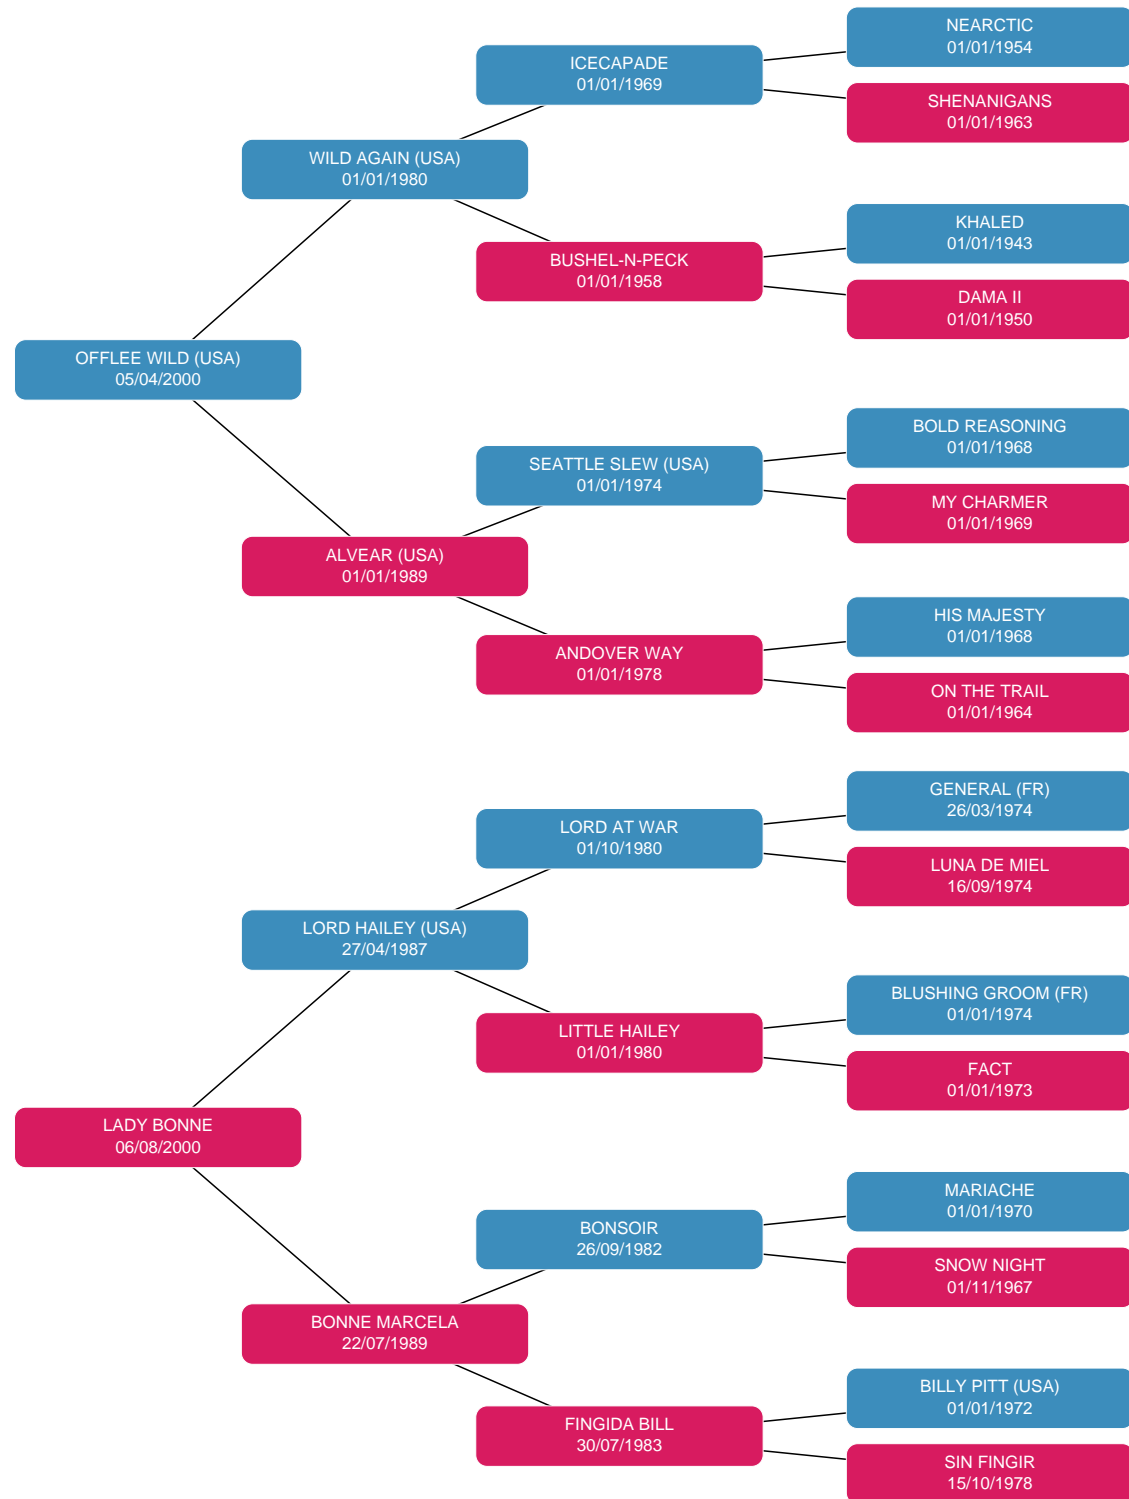 NEARCTIC
01/01/1954
ICECAPADE
01/01/1969
SHENANIGANS
01/01/1963
WILD AGAIN (USA)
01/01/1980
KHALED
01/01/1943
BUSHEL-N-PECK
01/01/1958
DAMA II
01/01/1950
OFFLEE WILD (USA)
05/04/2000
BOLD REASONING
01/01/1968
SEATTLE SLEW (USA)
01/01/1974
MY CHARMER
01/01/1969
ALVEAR (USA)
01/01/1989
HIS MAJESTY
01/01/1968
ANDOVER WAY
01/01/1978
ON THE TRAIL
01/01/1964
GENERAL (FR)
26/03/1974
LORD AT WAR
01/10/1980
LUNA DE MIEL
16/09/1974
LORD HAILEY (USA)
27/04/1987
BLUSHING GROOM (FR)
01/01/1974
LITTLE HAILEY
01/01/1980
FACT
01/01/1973
LADY BONNE
06/08/2000
MARIACHE
01/01/1970
BONSOIR
26/09/1982
SNOW NIGHT
01/11/1967
BONNE MARCELA
22/07/1989
BILLY PITT (USA)
01/01/1972
FINGIDA BILL
30/07/1983
SIN FINGIR
15/10/1978